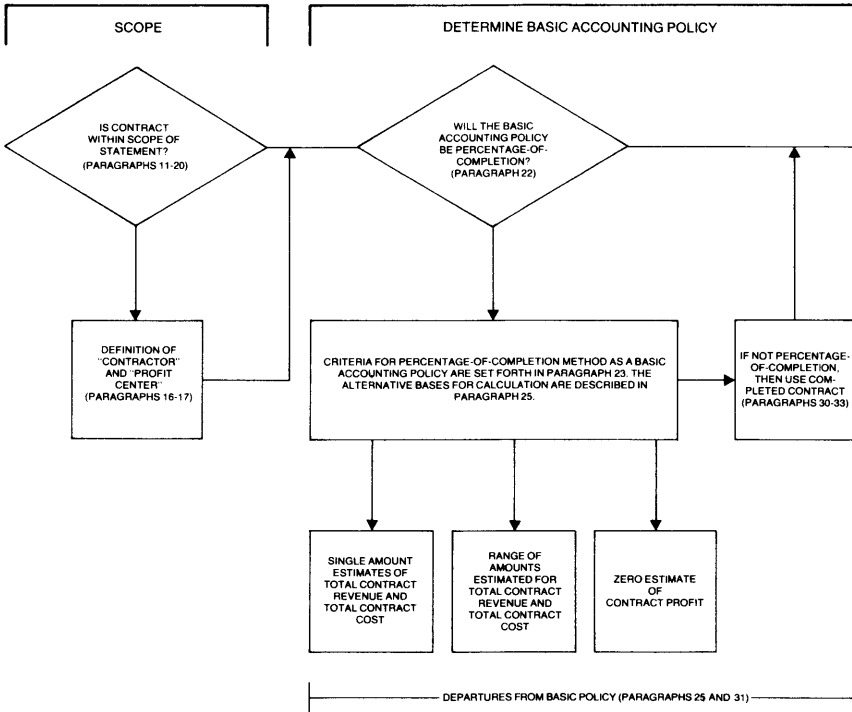 SCOPE
DETERMINE BASIC ACCOUNTING POLICY
IS CONTRACT
WITHIN SCOPE OF
STATEMENT?
(PARAGRAPHS 11-20)
WILL THE BASIC
ACCOUNTING POLICY
BE PERCENTAGE-OF-
COMPLETION?
(PARAGRAPH 22)
DEFINITION OF
"CONTRACTOR"
AND "PROFIT
CENTER"
(PARAGRAPHS 16-17)
CRITERIA FOR PERCENTAGE-OF-COMPLETION METHOD AS A BASIC
ACCOUNTING POLICY ARE SET FORTH IN PARAGRAPH 23. THE
ALTERNATIVE BASES FOR CALCULATION ARE DESCRIBED IN
PARAGRAPH 25.
IF NOT PERCENTAGE-
OF-COMPLETION,
THEN USE COM-
PLETED CONTRACT
(PARAGRAPHS 30-33)
SINGLE AMOUNT
ESTIMATES OF
TOTAL CONTRACT
REVENUE AND
TOTAL CONTRACT
COST
RANGE OF
AMOUNTS
ESTIMATED FOR
TOTAL CONTRACT
REVENUE AND
TOTAL CONTRACT
COST
ZERO ESTIMATE
OF
CONTRACT PROFIT
DEPARTURES FROM BASIC POLICY (PARAGRAPHS 25 AND 31)